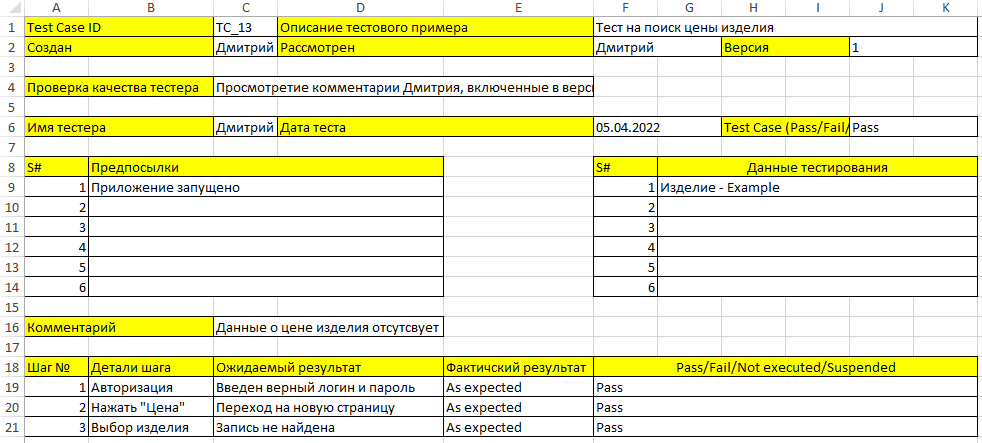 A B C D E F G H I J K
1 Test Case ID TC_13 Описание тестового примера Тест на поиск цены изделия
2 Создан Дмитрий Рассмотрен Дмитрий Версия 1
3
4 Проверка качества тестера Просмотретие комментарии Дмитрия, включенные в верси
5
6 Имя тестера Дмитрий Дата теста 05.04.2022 Test Case (Pass/Fail/ Pass
7
8 S# Предпосылки S# Данные тестирования
9 1 Приложение запущено 1 Изделие - Example
10 2 2
11 3 3
12 4 4
13 5 5
14 6 6
15
16 Комментарий Данные о цене изделия отсутсвует
17
18 Шаг № Детали шага Ожидаемый результат Фактичский результат Pass/Fail/Not executed/Suspended
19 1 Авторизация Введен верный логин и пароль As expected Pass
20 2 Нажать "Цена" Переход на новую страницу As expected Pass
21 3 Выбор изделия Запись не найдена As expected Pass